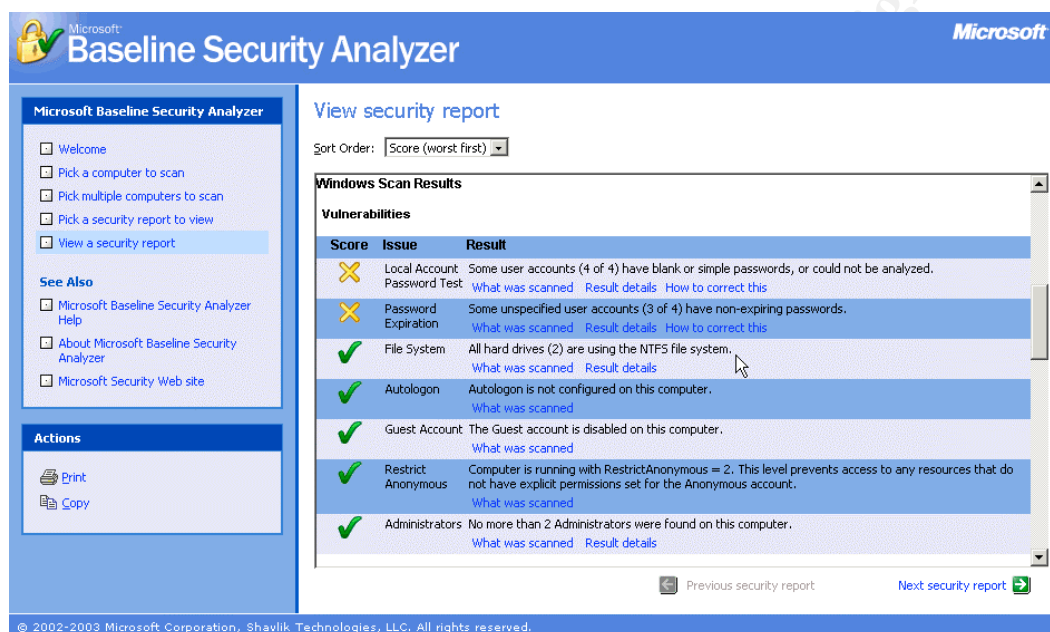 Microsoft
Baseline Security Analyzer
Microsoft
Microsoft Baseline Security Analyzer
Welcome
Pick a computer to scan
Pick multiple computers to scan
Pick a security report to view
View a security report
See Also
Microsoft Baseline Security Analyzer
Help
About Microsoft Baseline Security
Analyzer
Microsoft Security Web site
Actions
Print
Copy
View security report
Sort Order: Score (worst first)
Windows Scan Results
Vulnerabilities
Score Issue Result
Local Account Password Test
Some user accounts (4 of 4) have blank or simple passwords, or could not be analyzed.
What was scanned Result details How to correct this
Password Expiration
Some unspecified user accounts (3 of 4) have non-expiring passwords.
What was scanned Result details How to correct this
File System All hard drives (2) are using the NTFS file system.
What was scanned Result details
Autologon Autologon is not configured on this computer.
What was scanned
Guest Account The Guest account is disabled on this computer.
What was scanned
Restrict Anonymous
Computer is running with RestrictAnonymous = 2. This level prevents access to any resources that do
not have explicit permissions set for the Anonymous account.
What was scanned
Administrators No more than 2 Administrators were found on this computer.
What was scanned Result details
Previous security report Next security report
© 2002-2003 Microsoft Corporation, Shavlik Technologies, LLC. All rights reserved.